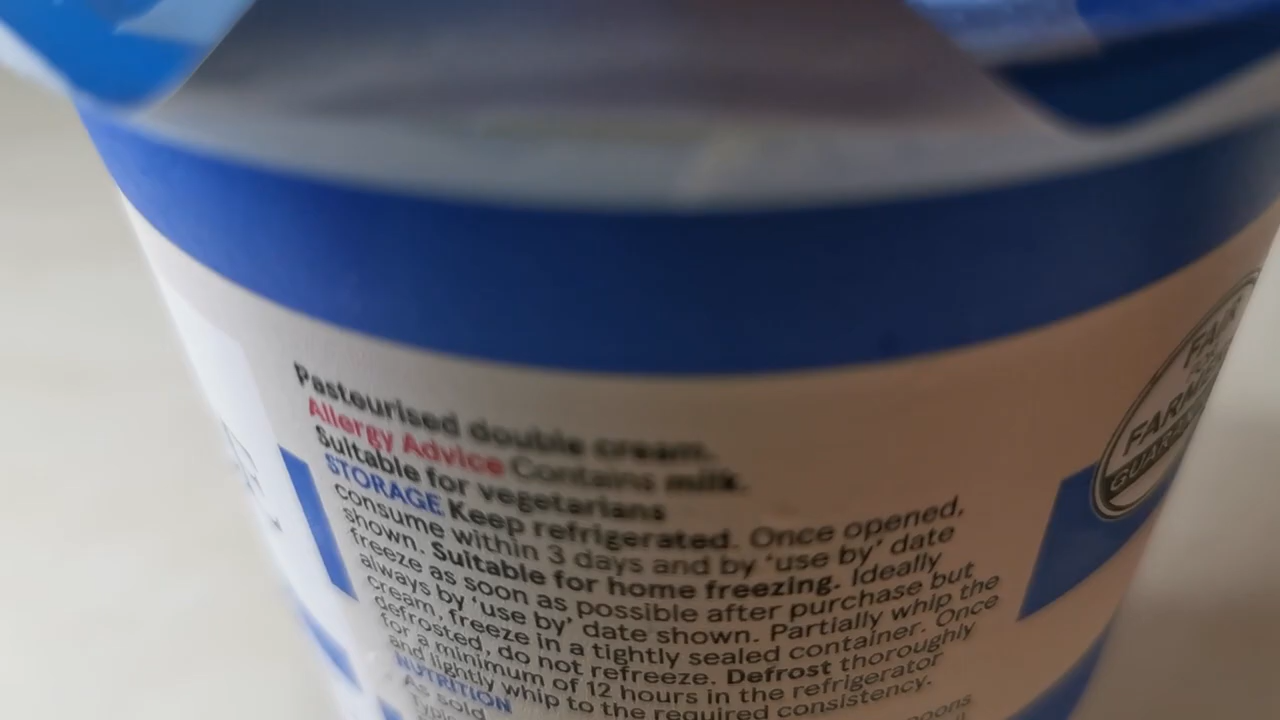 Pasteurised double cream.
Allergy Advice Contains milk.
Suitable for vegetarians
STORAGE Keep refrigerated. Once opened,
consume within 3 days and by 'use by' date
shown. Suitable for home freezing. Ideally
freeze as soon as possible after purchase but
always by 'use by' date shown. Partially whip the
cream, freeze in a tightly sealed container. Once
defrosted, do not refreeze. Defrost thoroughly
for a minimum of 12 hours in the refrigerator
and lightly whip to the required consistency.
NUTRITION
As sold
FAIR